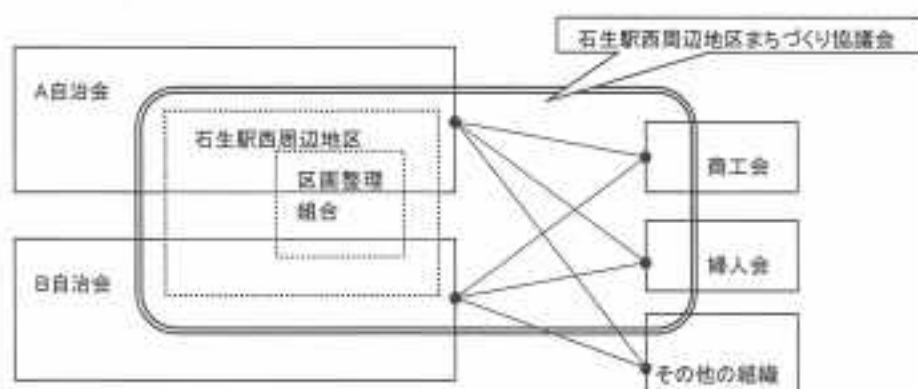 石生駅西周辺地区まちづくり協議会
A自治会
石生駅西周辺地区
区画整理
組合
商工会
B自治会
婦人会
その他の組織